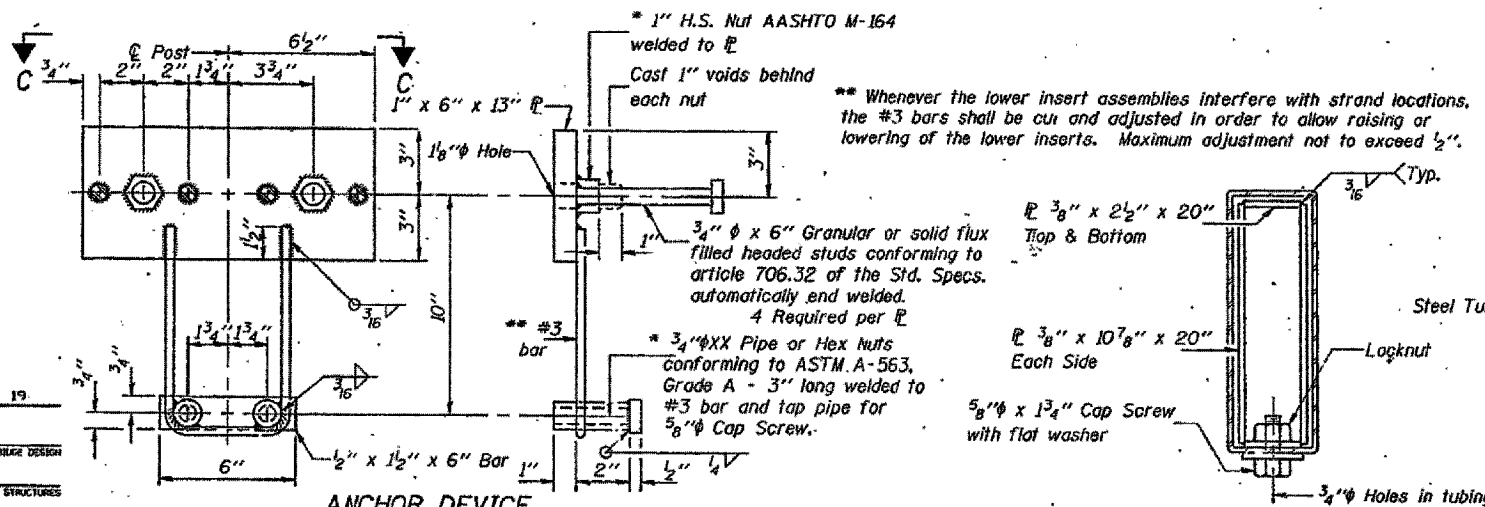 * 1" H.S. Nut AASHTO M-164
welded to ℄
Cast 1" voids behind
each nut
C
C
℄ Post
6½"
¾"
2"
2"
1¾"
3¾"
1" x 6" x 13" ℄
1⅛"φ Hole
3"
3"
1½"
3"
10"
1"
** Whenever the lower insert assemblies interfere with strand locations,
the #3 bars shall be cut and adjusted in order to allow raising or
lowering of the lower inserts. Maximum adjustment not to exceed ½".
¾" φ x 6" Granular or solid flux
filled headed studs conforming to
article 706.32 of the Std. Specs.
automatically end welded.
4 Required per ℄
** #3
bar
* ¾"φXX Pipe or Hex Nuts
conforming to ASTM A-563,
Grade A - 3" long welded to
#3 bar and tap pipe for
⅝"φ Cap Screw.
3/16
3/16
1¾"
1¾"
¾"
¾"
6"
½" x 1½" x 6" Bar
1"
2"
½"
¼
ANCHOR DEVICE
19
BRIDGE DESIGN
STRUCTURES
3/16
Typ.
℄ ⅜" x 2½" x 20"
Top & Bottom
Steel Tu
℄ ⅜" x 10⅞" x 20"
Each Side
Locknut
⅝"φ x 1¾" Cap Screw
with flat washer
¾"φ Holes in tubing